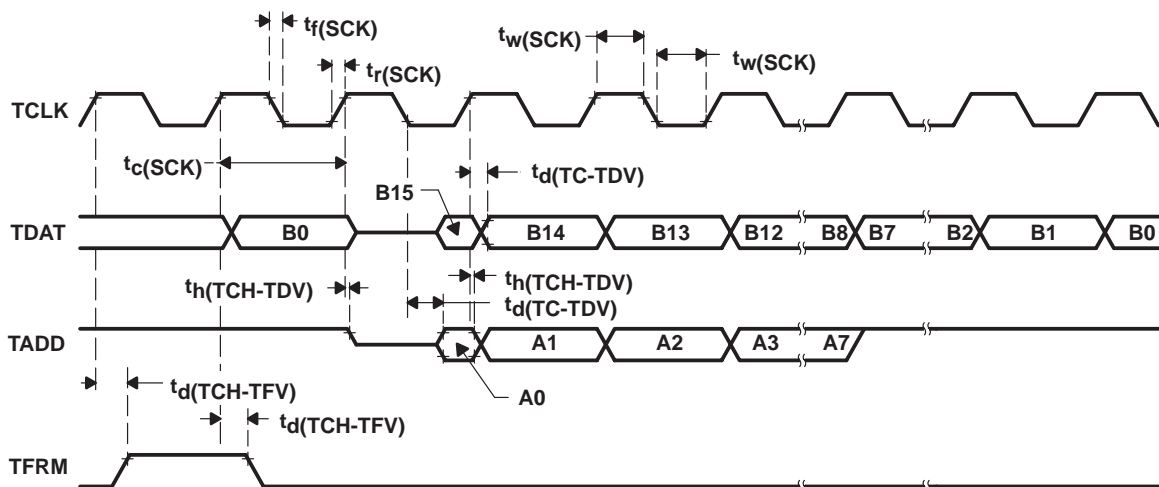 tf(SCK)
tw(SCK)
tw(SCK)
tr(SCK)
TCLK
tc(SCK)
td(TC-TDV)
B15
TDAT
B0
B14
B13
B12
B8
B7
B2
B1
B0
th(TCH-TDV)
th(TCH-TDV)
td(TC-TDV)
TADD
A1
A2
A3
A7
td(TCH-TFV)
A0
td(TCH-TFV)
TFRM